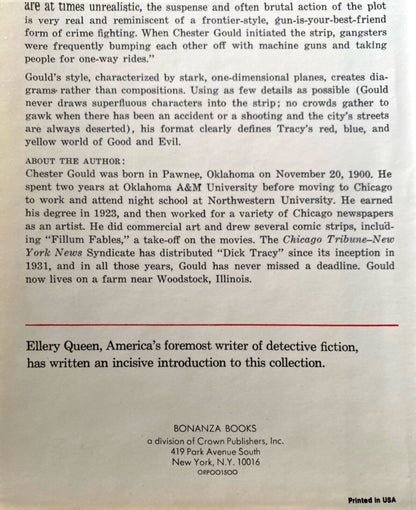 are at times unrealistic, the suspense and often brutal action of the plot
is very real and reminiscent of a frontier-style, gun-is-your-best-friend
form of crime fighting. When Chester Gould initiated the strip, gangsters
were frequently bumping each other off with machine guns and taking
people for one-way rides."
Gould's style, characterized by stark, one-dimensional planes, creates dia-
grams rather than compositions. Using as few details as possible (Gould
never draws superfluous characters into the strip; no crowds gather to
gawk when there has been an accident or a shooting and the city's streets
are always deserted), his format clearly defines Tracy's red, blue, and
yellow world of Good and Evil.
ABOUT THE AUTHOR:
Chester Gould was born in Pawnee, Oklahoma on November 20, 1900. He
spent two years at Oklahoma A&M University before moving to Chicago
to work and attend night school at Northwestern University. He earned
his degree in 1923, and then worked for a variety of Chicago newspapers
as an artist. He did commercial art and drew several comic strips, includ-
ing "Fillum Fables," a take-off on the movies. The Chicago Tribune–New
York News Syndicate has distributed "Dick Tracy" since its inception in
1931, and in all those years, Gould has never missed a deadline. Gould
now lives on a farm near Woodstock, Illinois.
Ellery Queen, America's foremost writer of detective fiction,
has written an incisive introduction to this collection.
BONANZA BOOKS
a division of Crown Publishers, Inc.
419 Park Avenue South
New York, N.Y. 10016
ORPOO1500
Printed in USA